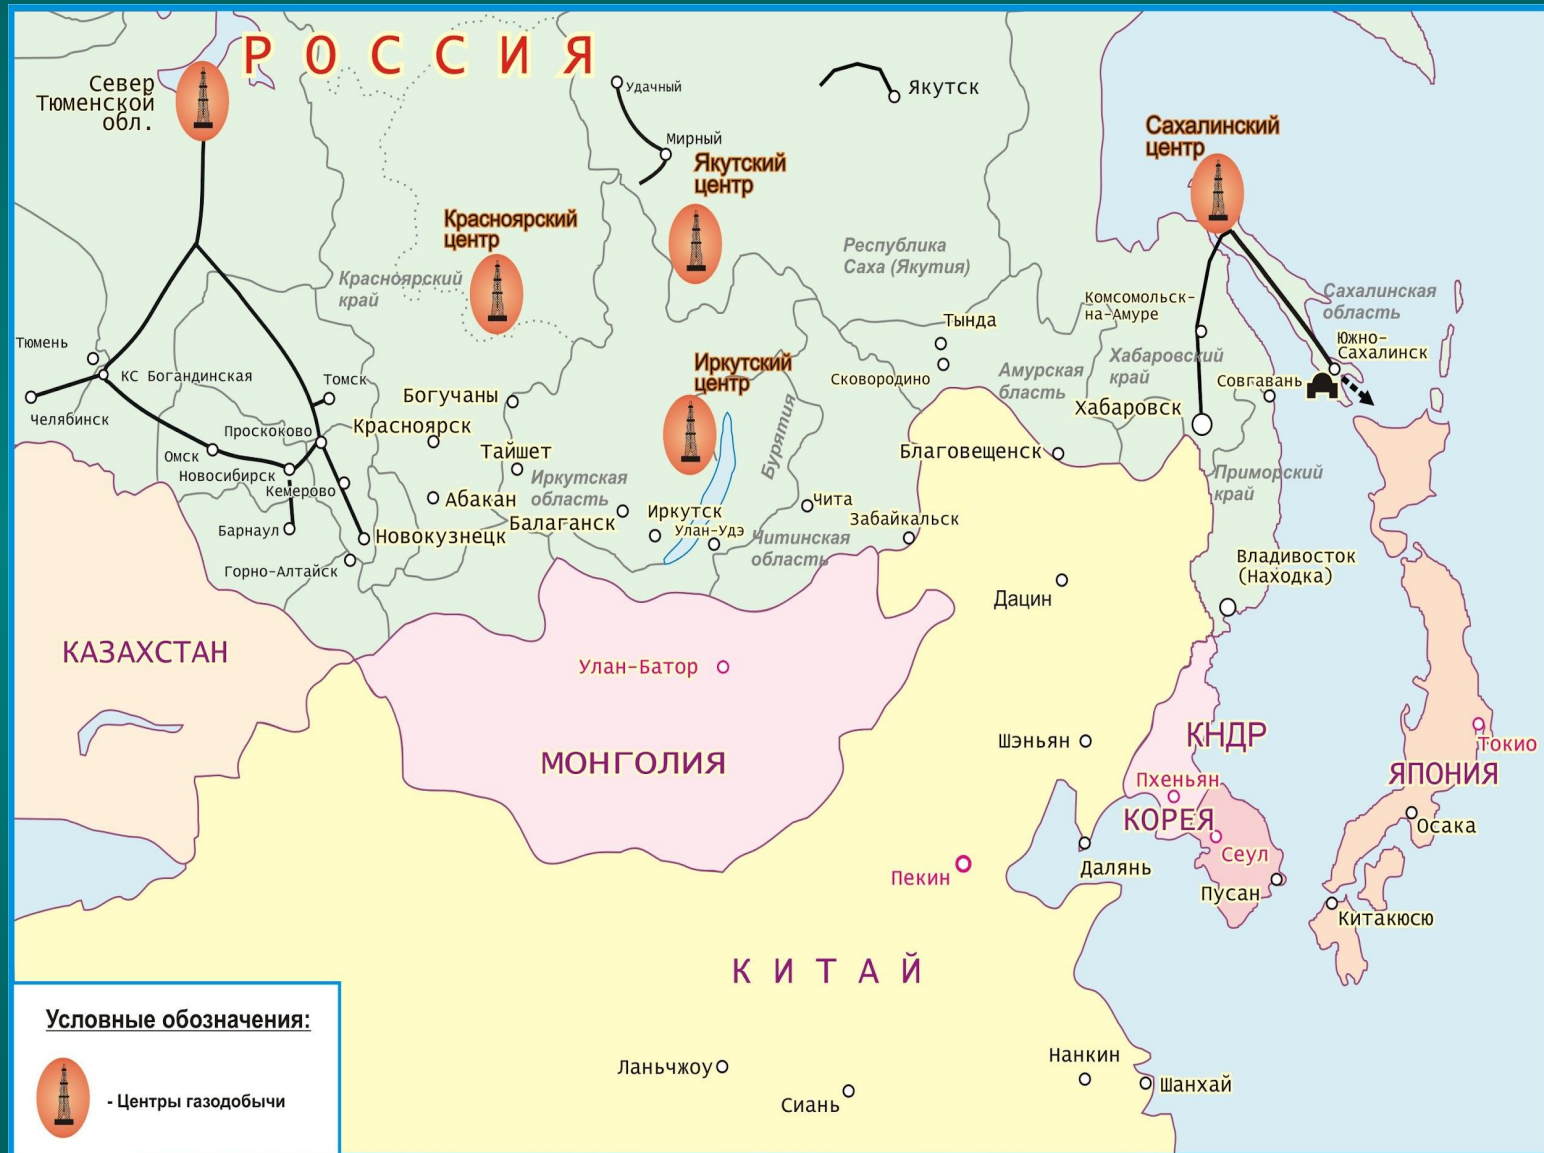 РОССИЯ
Север
Тюменской
обл.
Удачный
Якутск
Мирный
Якутский
центр
Сахалинский
центр
Красноярский
центр
Красноярский
край
Республика
Саха (Якутия)
Сахалинская
область
Комсомольск-
на-Амуре
Тында
Южно-
Сахалинск
Тюмень
КС Богандинская
Томск
Иркутский
центр
Сковородино
Амурская
бласть
Хабаровский
край
Совгавань
Челябинск
Богучаны
Хабаровск
Проскоково
Красноярск
Бурятия
Омск
Тайшет
Благовещенск
Новосибирск
Кемерово
Иркутская
область
Приморский
край
Абакан
Чита
Барнаул
Балаганск
Иркутск
Забайкальск
Новокузнецк
Улан-Удэ
Читинская
область
Горно-Алтайск
Владивосток
(Находка)
Дацин
КАЗАХСТАН
Улан-Батор
МОНГОЛИЯ
Шэньян
КНДР
Токио
Пхеньян
ЯПОНИЯ
КОРЕЯ
Осака
Сеул
Далянь
Пекин
Пусан
Китакюсю
КИТАЙ
Условные обозначения:
Ланьчжоу
Нанкин
Шанхай
- Центры газодобычи
Сиань